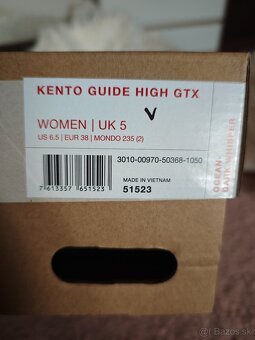 KENTO GUIDE HIGH GTX
WOMEN | UK 5
US 6.5 | EUR 38 | MONDO 235 (2)
3010-00970-50368-1050
7 613357 651523
MADE IN VIETNAM
51523
OCEAN-
DARK WHISPER
bazos.sk